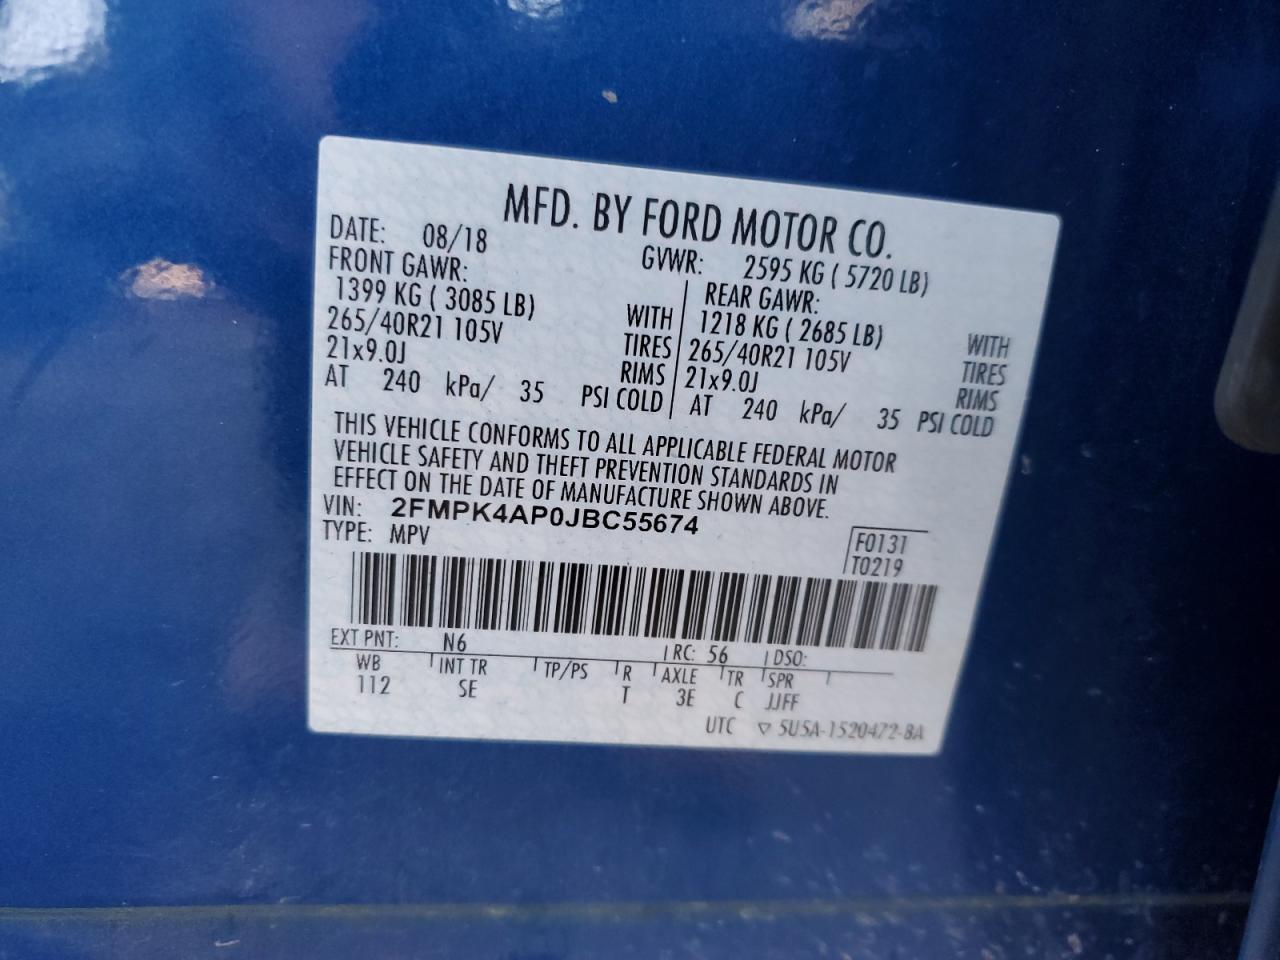 MFD. BY FORD MOTOR CO.
DATE: 08/18 GVWR: 2595 KG ( 5720 LB)
FRONT GAWR: REAR GAWR:
1399 KG ( 3085 LB) WITH 1218 KG ( 2685 LB) WITH
265/40R21 105V TIRES 265/40R21 105V TIRES
21x9.0J RIMS 21x9.0J RIMS
AT 240 kPa/ 35 PSI COLD AT 240 kPa/ 35 PSI COLD
THIS VEHICLE CONFORMS TO ALL APPLICABLE FEDERAL MOTOR
VEHICLE SAFETY AND THEFT PREVENTION STANDARDS IN
EFFECT ON THE DATE OF MANUFACTURE SHOWN ABOVE.
VIN: 2FMPK4AP0JBC55674
TYPE: MPV
F0131
T0219
EXT PNT: N6 RC: 56 DSO:
WB INT TR TP/PS R AXLE TR SPR
112 SE T 3E C JJFF
UTC ▽ 5U5A-1520472-BA